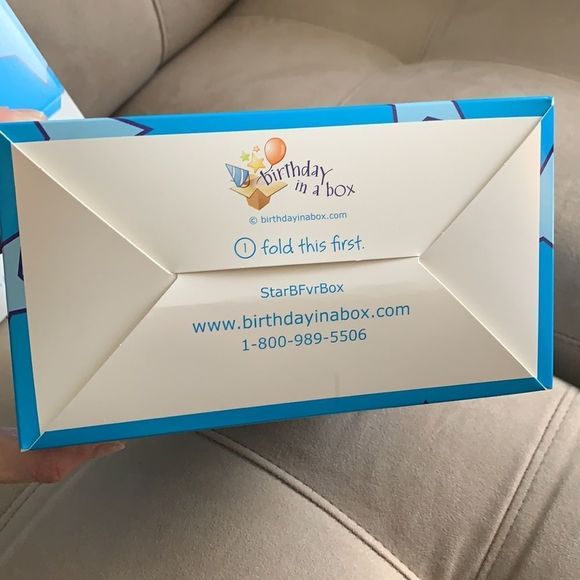 birthday
in a box
© birthdayinabox.com
1 fold this first.
StarBFvrBox
www.birthdayinabox.com
1-800-989-5506